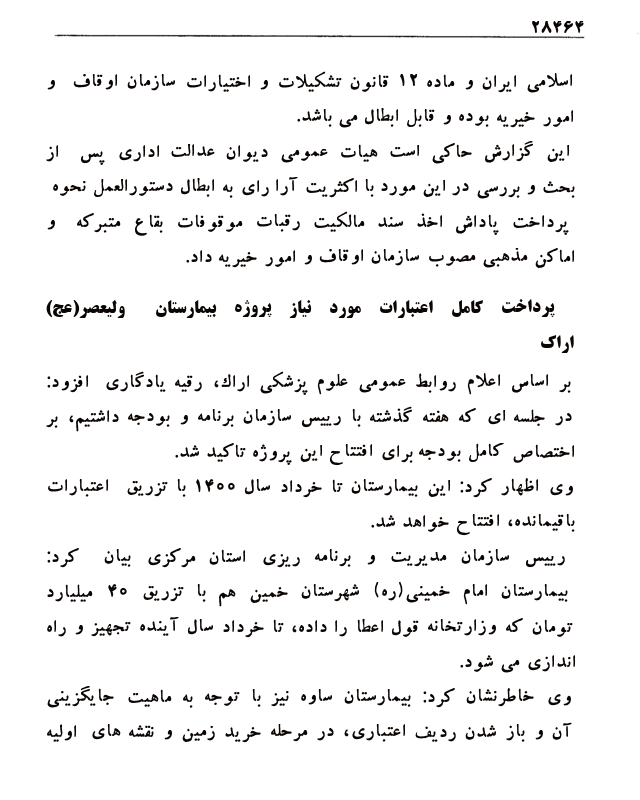 ۲۸۴۶۴
اسلامی ایران و ماده ۱۲ قانون تشکیلات و اختیارات سازمان اوقاف و
امور خیریه بوده و قابل ابطال می باشد.
این گزارش حاکی است هیات عمومی دیوان عدالت اداری پس از
بحث و بررسی در این مورد با اکثریت آرا رای به ابطال دستورالعمل نحوه
پرداخت پاداش اخذ سند مالکیت رقبات موقوفات بقاع متبرکه و
اماکن مذهبی مصوب سازمان اوقاف و امور خیریه داد.
پرداخت کامل اعتبارات مورد نیاز پروژه بیمارستان ولیعصر(عج)
اراک
بر اساس اعلام روابط عمومی علوم پزشکی اراك، رقیه یادگاری افزود:
در جلسه ای که هفته گذشته با رییس سازمان برنامه و بودجه داشتیم، بر
اختصاص کامل بودجه برای افتتاح این پروژه تاکید شد.
وی اظهار کرد: این بیمارستان تا خرداد سال ۱۴۰۰ با تزریق اعتبارات
باقیمانده، افتتاح خواهد شد.
رییس سازمان مدیریت و برنامه ریزی استان مرکزی بیان کرد:
بیمارستان امام خمینی(ره) شهرستان خمین هم با تزریق ۴۰ میلیارد
تومان که وزارتخانه قول اعطا را داده، تا خرداد سال آینده تجهیز و راه
اندازی می شود.
وی خاطرنشان کرد: بیمارستان ساوه نیز با توجه به ماهیت جایگزینی
آن و باز شدن ردیف اعتباری، در مرحله خرید زمین و نقشه های اولیه